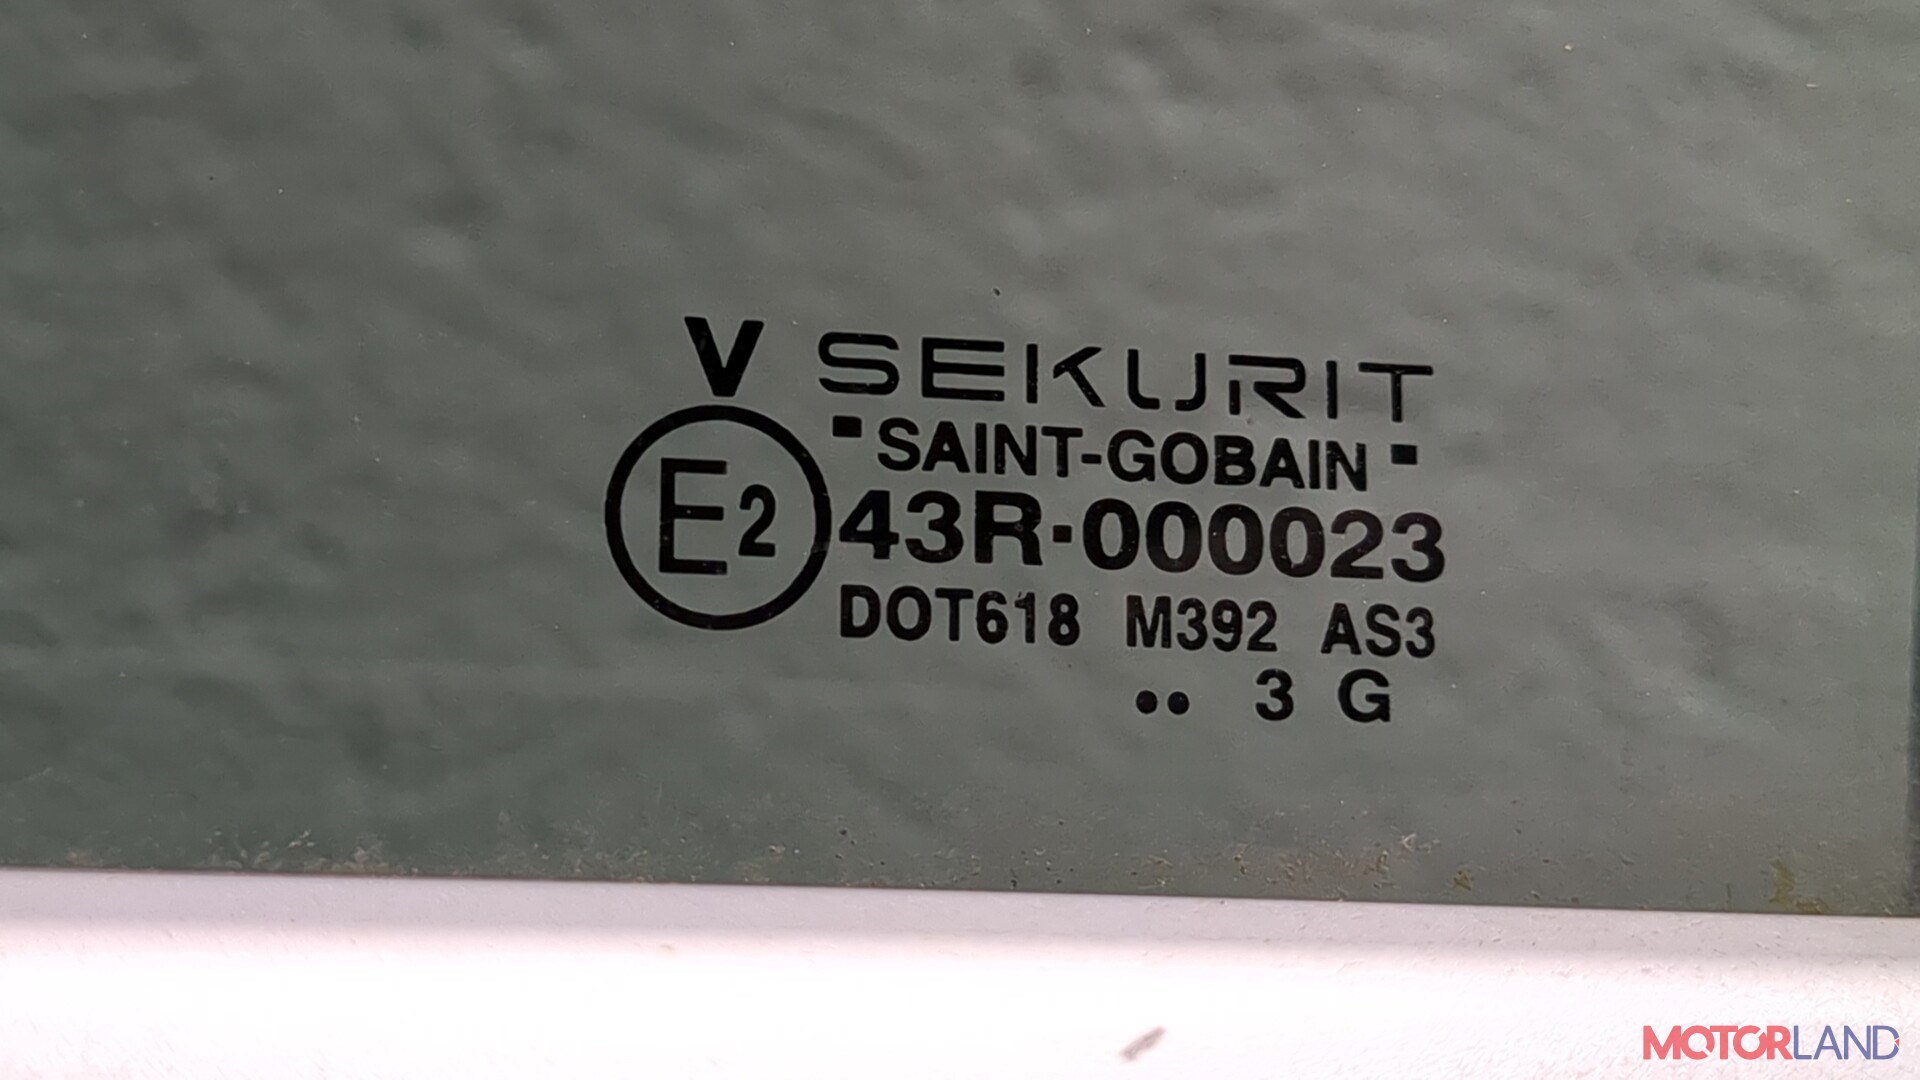 V SEKURIT
SAINT-GOBAIN
E2 43R-000023
DOT618 M392 AS3
•• 3 G
MOTORLAND